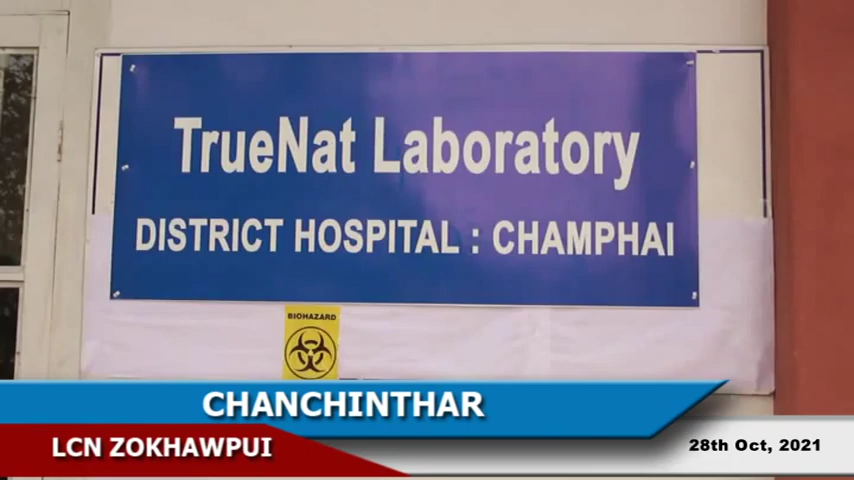 TrueNat Laboratory
DISTRICT HOSPITAL : CHAMPHAI
BIOHAZARD
CHANCHINTHAR
LCN ZOKHAWPUI
28th Oct, 2021